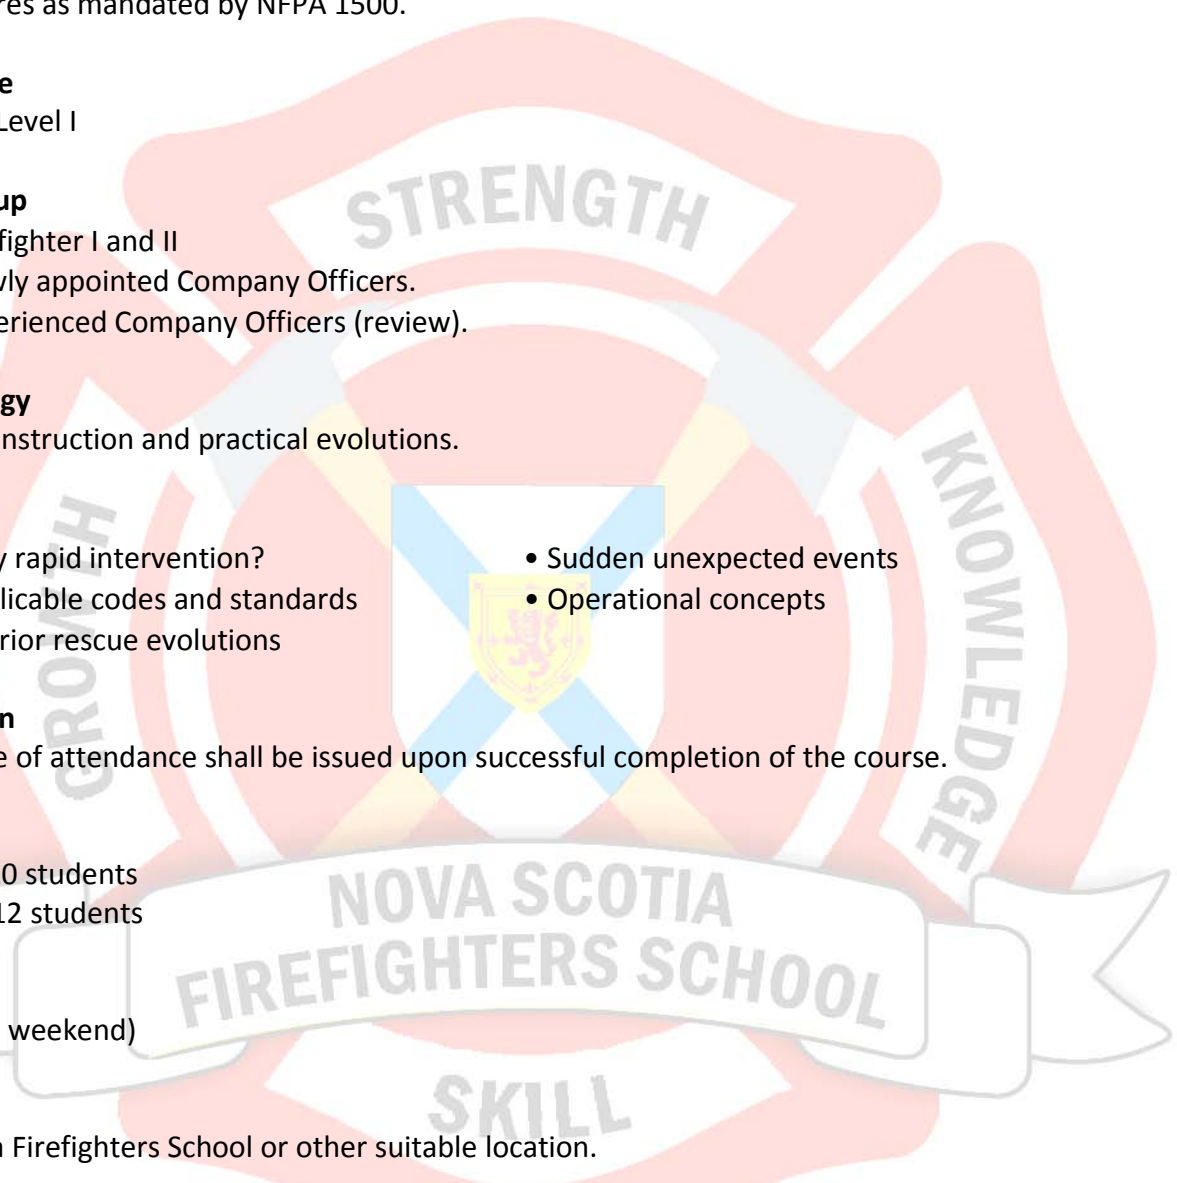 res as mandated by NFPA 1500.
e
Level I
up
fighter I and II
wly appointed Company Officers.
erienced Company Officers (review).
gy
nstruction and practical evolutions.
y rapid intervention?
• Sudden unexpected events
licable codes and standards
• Operational concepts
rior rescue evolutions
n
e of attendance shall be issued upon successful completion of the course.
0 students
12 students
weekend)
n Firefighters School or other suitable location.
STRENGTH
GROWTH
KNOWLEDGE
NOVA SCOTIA
FIREFIGHTERS SCHOOL
SKILL